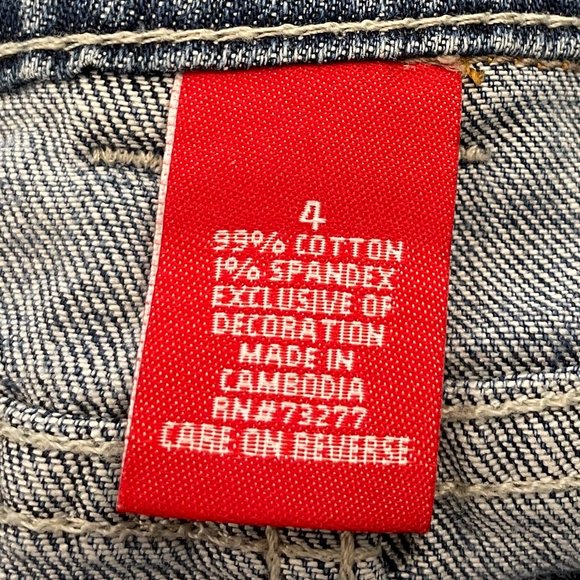 4
99% COTTON
1% SPANDEX
EXCLUSIVE OF
DECORATION
MADE IN
CAMBODIA
RN#73277
CARE ON REVERSE